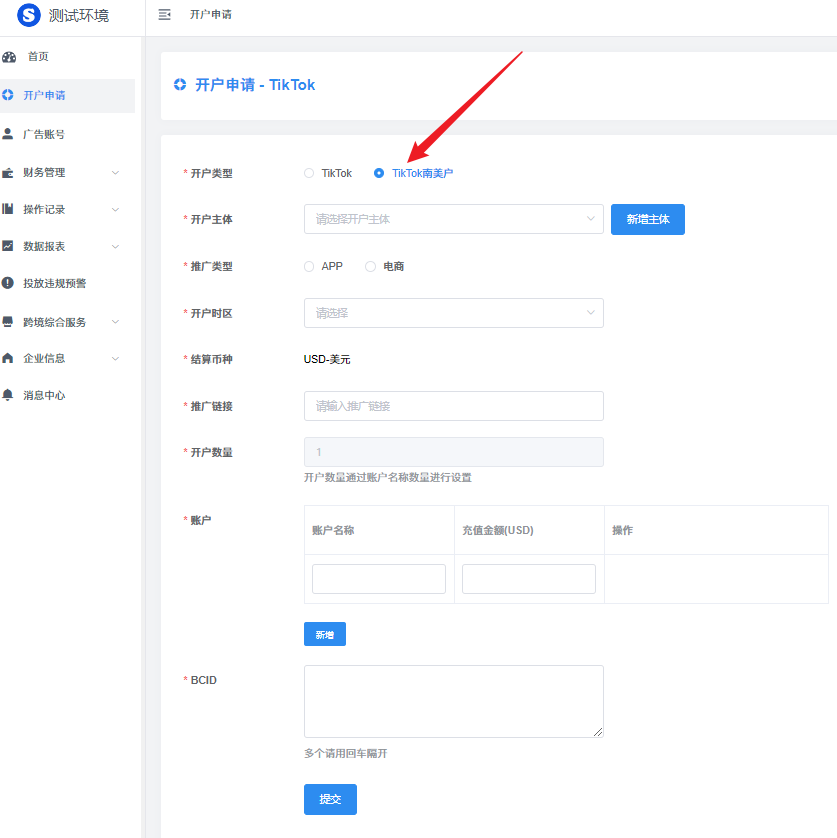 测试环境
开户申请
首页
开户申请
广告账号
财务管理
操作记录
数据报表
投放违规预警
跨境综合服务
企业信息
消息中心
开户申请 - TikTok
* 开户类型 TikTok TikTok南美户
* 开户主体 请选择开户主体 新增主体
* 推广类型 APP 电商
* 开户时区 请选择
* 结算币种 USD-美元
* 推广链接 请输入推广链接
* 开户数量 1
开户数量通过账户名称数量进行设置
* 账户 账户名称 充值金额(USD) 操作
新增
* BCID
多个请用回车隔开
提交